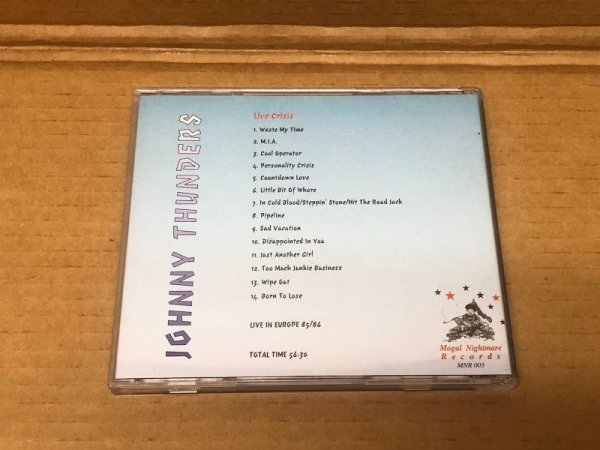 JOHNNY THUNDERS
Live Crisis
1. Waste My Time
2. M.I.A.
3. Cool Operator
4. Personality Crisis
5. Countdown Love
6. Little Bit Of Whore
7. In Cold Blood/Steppin' Stone/Hit The Road Jack
8. Pipeline
9. Sad Vacation
10. Disappointed In You
11. Just Another Girl
12. Too Much Junkie Business
13. Wipe Out
14. Born To Lose
LIVE IN EUROPE 85/86
TOTAL TIME 56:30
Mogul Nightmare
Records
MNR 003